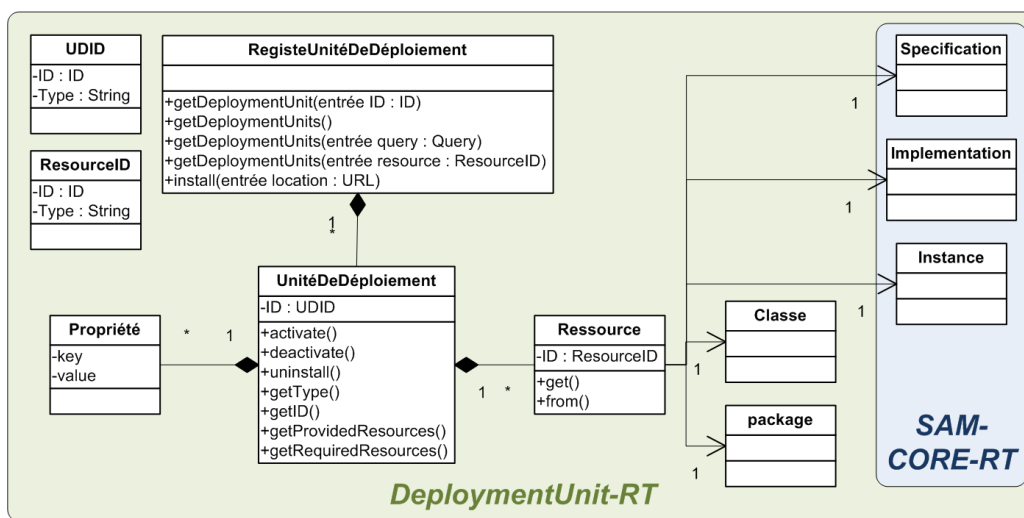 UDID
-ID : ID
-Type : String
ResourceID
-ID : ID
-Type : String
RegisteUnitéDeDéploiement
+getDeploymentUnit(entrée ID : ID)
+getDeploymentUnits()
+getDeploymentUnits(entrée query : Query)
+getDeploymentUnits(entrée resource : ResourceID)
+install(entrée location : URL)
1
*
UnitéDeDéploiement
-ID : UDID
+activate()
+deactivate()
+uninstall()
+getType()
+getID()
+getProvidedResources()
+getRequiredResources()
Propriété
-key
-value
*
1
1
*
Ressource
-ID : ResourceID
+get()
+from()
Specification
1
Implementation
1
Instance
1
Classe
1
package
1
SAM-
CORE-RT
DeploymentUnit-RT